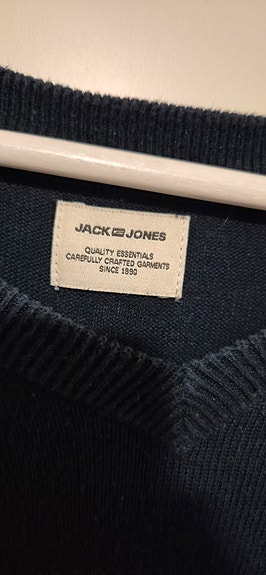 JACK & JONES
QUALITY ESSENTIALS
CAREFULLY CRAFTED GARMENTS
SINCE 1990